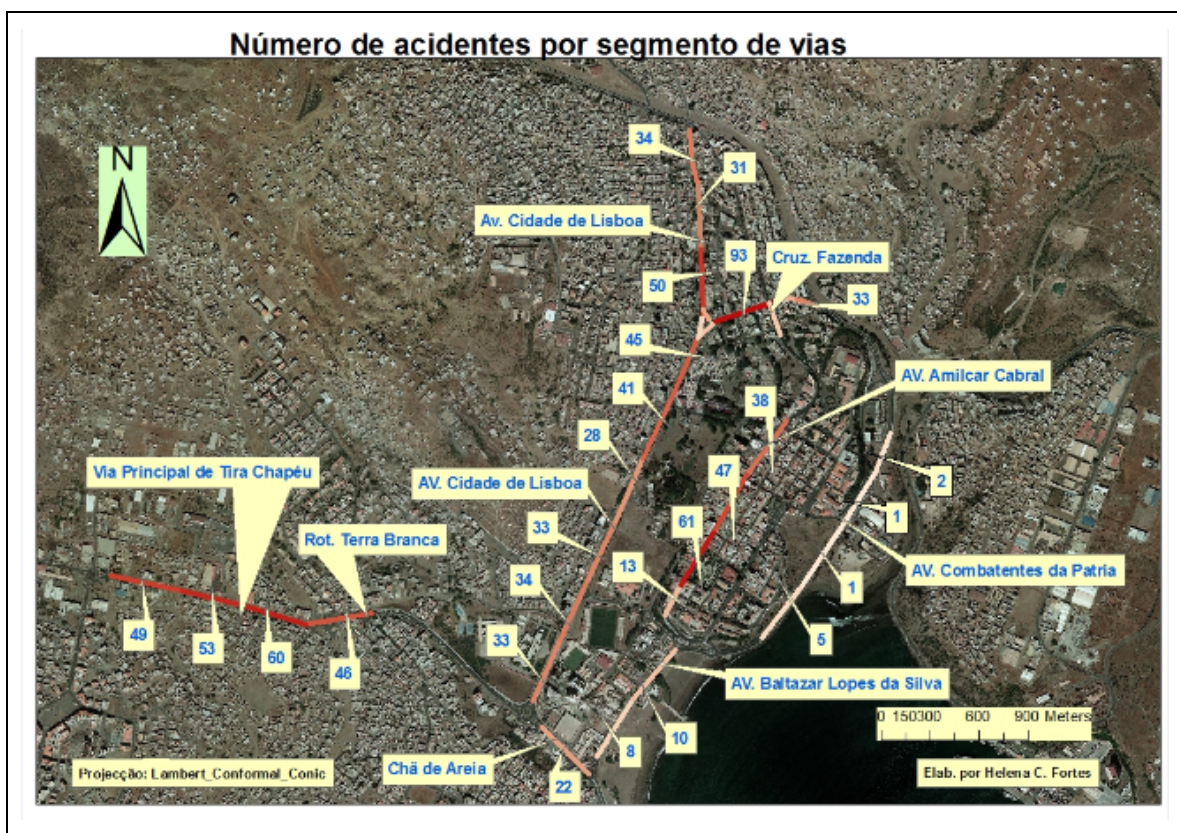 Número de acidentes por segmento de vias
N
34
31
Av. Cidade de Lisboa
93
Cruz. Fazenda
50
33
45
AV. Amilcar Cabral
41
38
28
Via Principal de Tira Chapéu
47
2
AV. Cidade de Lisboa
1
61
33
Rot. Terra Branca
AV. Combatentes da Patria
13
34
1
49
53
60
46
5
33
AV. Baltazar Lopes da Silva
10
8
0 150300 600 900 Meters
Chã de Areia
22
Projecção: Lambert_Conformal_Conic
Elab. por Helena C. Fortes